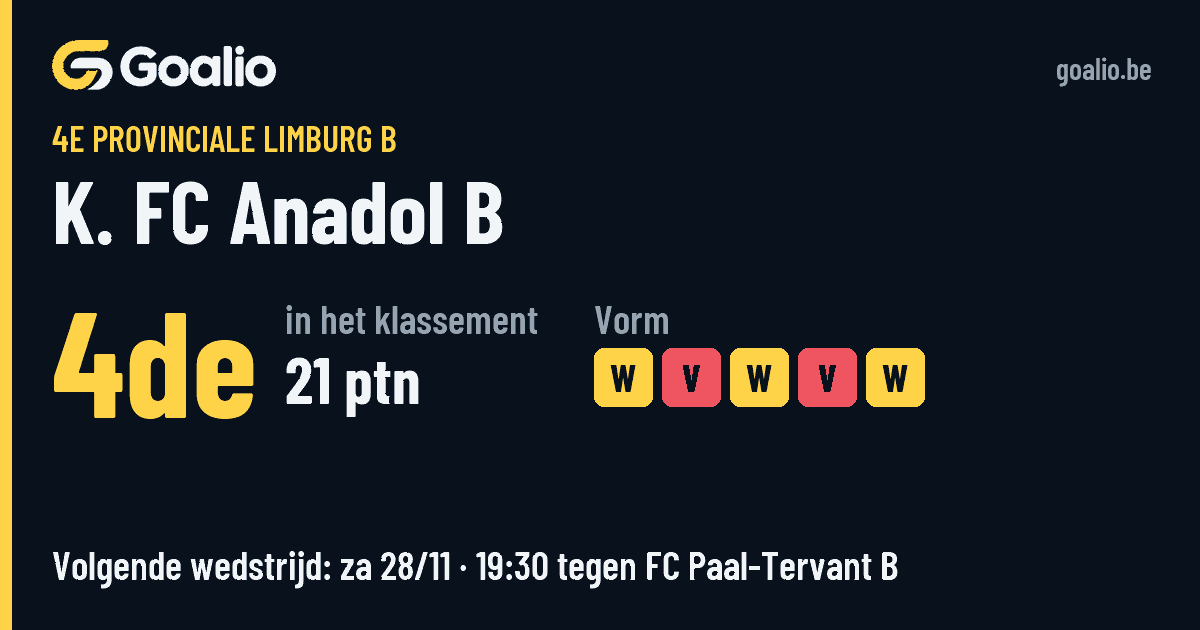 Goalio
goalio.be
4E PROVINCIALE LIMBURG B
K. FC Anadol B
4de
in het klassement
21 ptn
Vorm
W V W V W
Volgende wedstrijd: za 28/11 · 19:30 tegen FC Paal-Tervant B